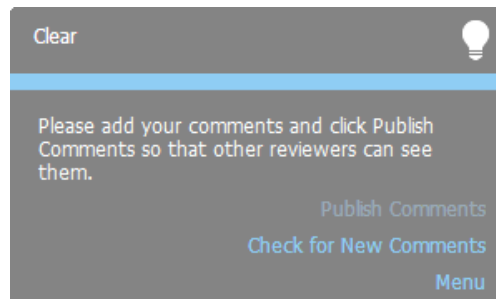 Clear
Please add your comments and click Publish
Comments so that other reviewers can see
them.
Publish Comments
Check for New Comments
Menu